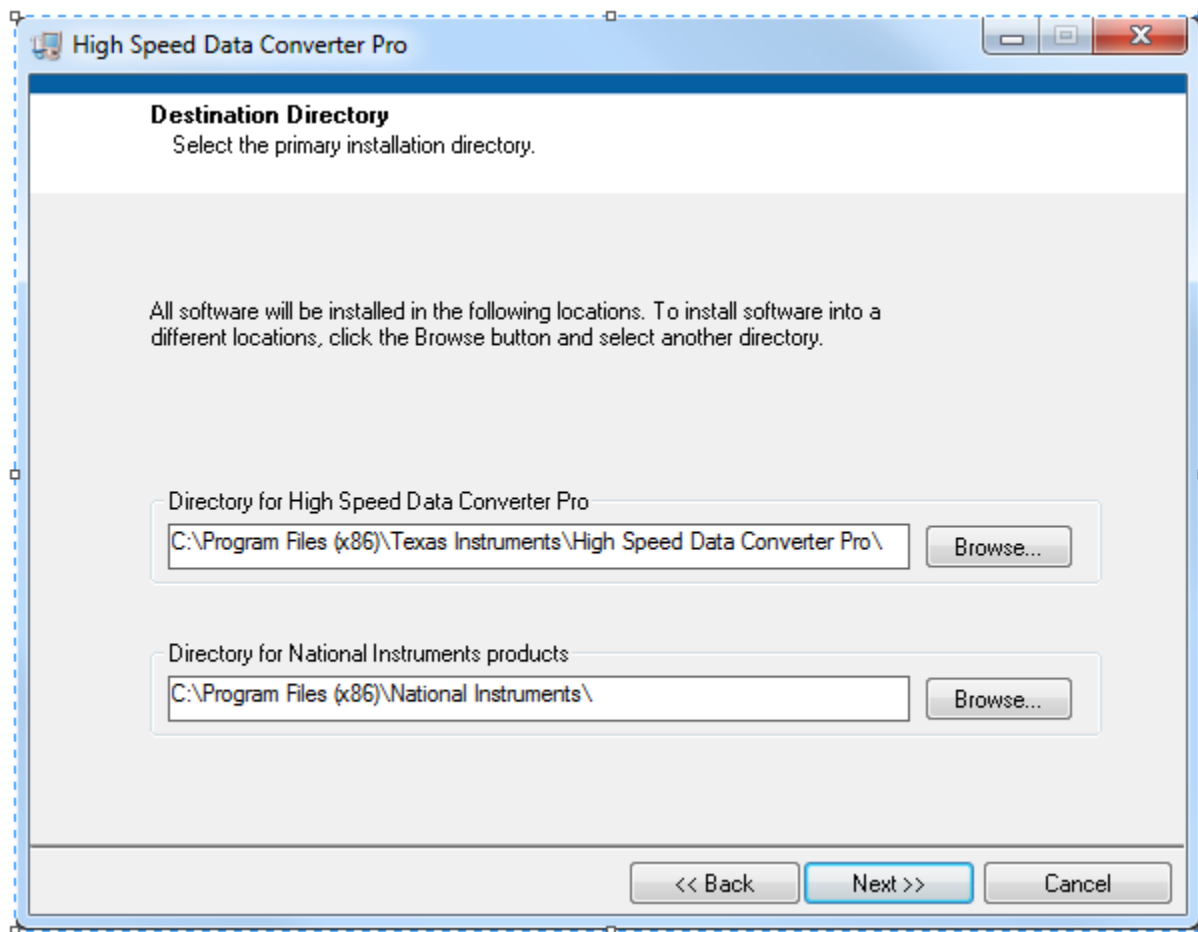 High Speed Data Converter Pro
Destination Directory
Select the primary installation directory.
All software will be installed in the following locations. To install software into a
different locations, click the Browse button and select another directory.
Directory for High Speed Data Converter Pro
C:\Program Files (x86)\Texas Instruments\High Speed Data Converter Pro\
Browse...
Directory for National Instruments products
C:\Program Files (x86)\National Instruments\
Browse...
<< Back
Next >>
Cancel